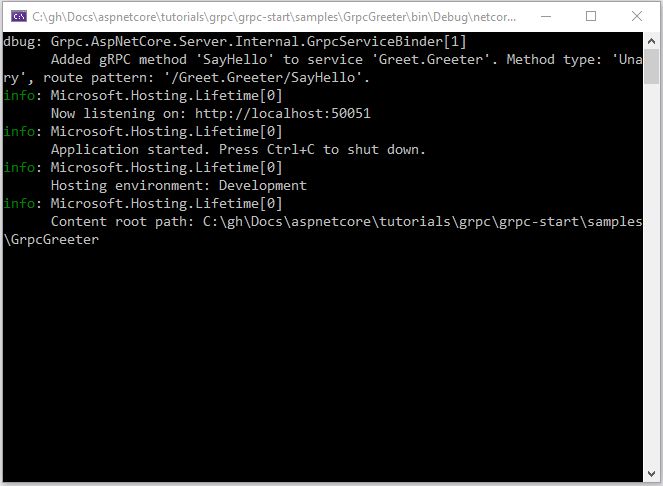 C:\gh\Docs\aspnetcore\tutorials\grpc\grpc-start\samples\GrpcGreeter\bin\Debug\netcor...
dbug: Grpc.AspNetCore.Server.Internal.GrpcServiceBinder[1]
Added gRPC method 'SayHello' to service 'Greet.Greeter'. Method type: 'Una
ry', route pattern: '/Greet.Greeter/SayHello'.
info: Microsoft.Hosting.Lifetime[0]
Now listening on: http://localhost:50051
info: Microsoft.Hosting.Lifetime[0]
Application started. Press Ctrl+C to shut down.
info: Microsoft.Hosting.Lifetime[0]
Hosting environment: Development
info: Microsoft.Hosting.Lifetime[0]
Content root path: C:\gh\Docs\aspnetcore\tutorials\grpc\grpc-start\samples
\GrpcGreeter